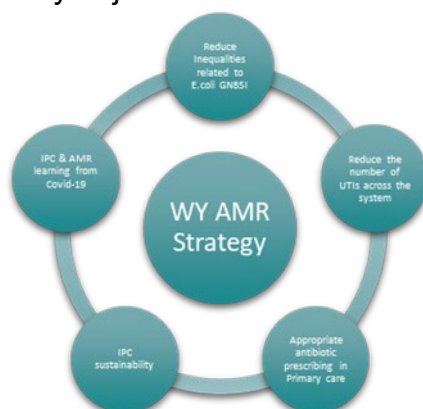 Reduce
Inequalities
related to
E.coli GNBSI
IPC & AMR
learning from
Covid-19
Reduce the
number of
UTIs across the
system
WY AMR
Strategy
IPC
sustainability
Appropriate
antibiotic
prescribing in
Primary care